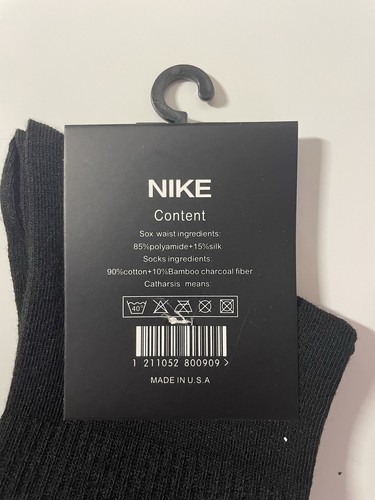 NIKE
Content
Sox waist ingredients:
85%polyamide+15%silk
Socks ingredients:
90%cotton+10%Bamboo charcoal fiber
Catharsis means:
40°
1 211052 800909 >
MADE IN U.S.A